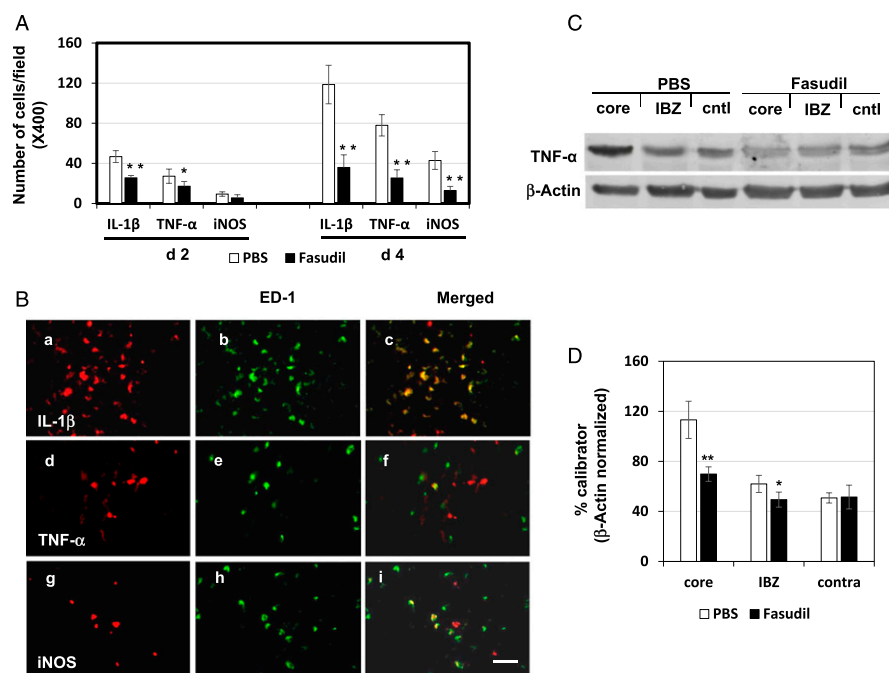 A
Number of cells/field
(X400)
160
120
80
40
0
* *
*
* *
* *
* *
IL-1β TNF-α iNOS IL-1β TNF-α iNOS
d 2 d 4
PBS Fasudil
B
ED-1 Merged
a b c
IL-1β
d e f
TNF-α
g h i
iNOS
C
PBS Fasudil
core IBZ cntl core IBZ cntl
TNF-α
β-Actin
D
% calibrator
(β-Actin normalized)
160
120
80
40
0
**
*
core IBZ contra
PBS Fasudil